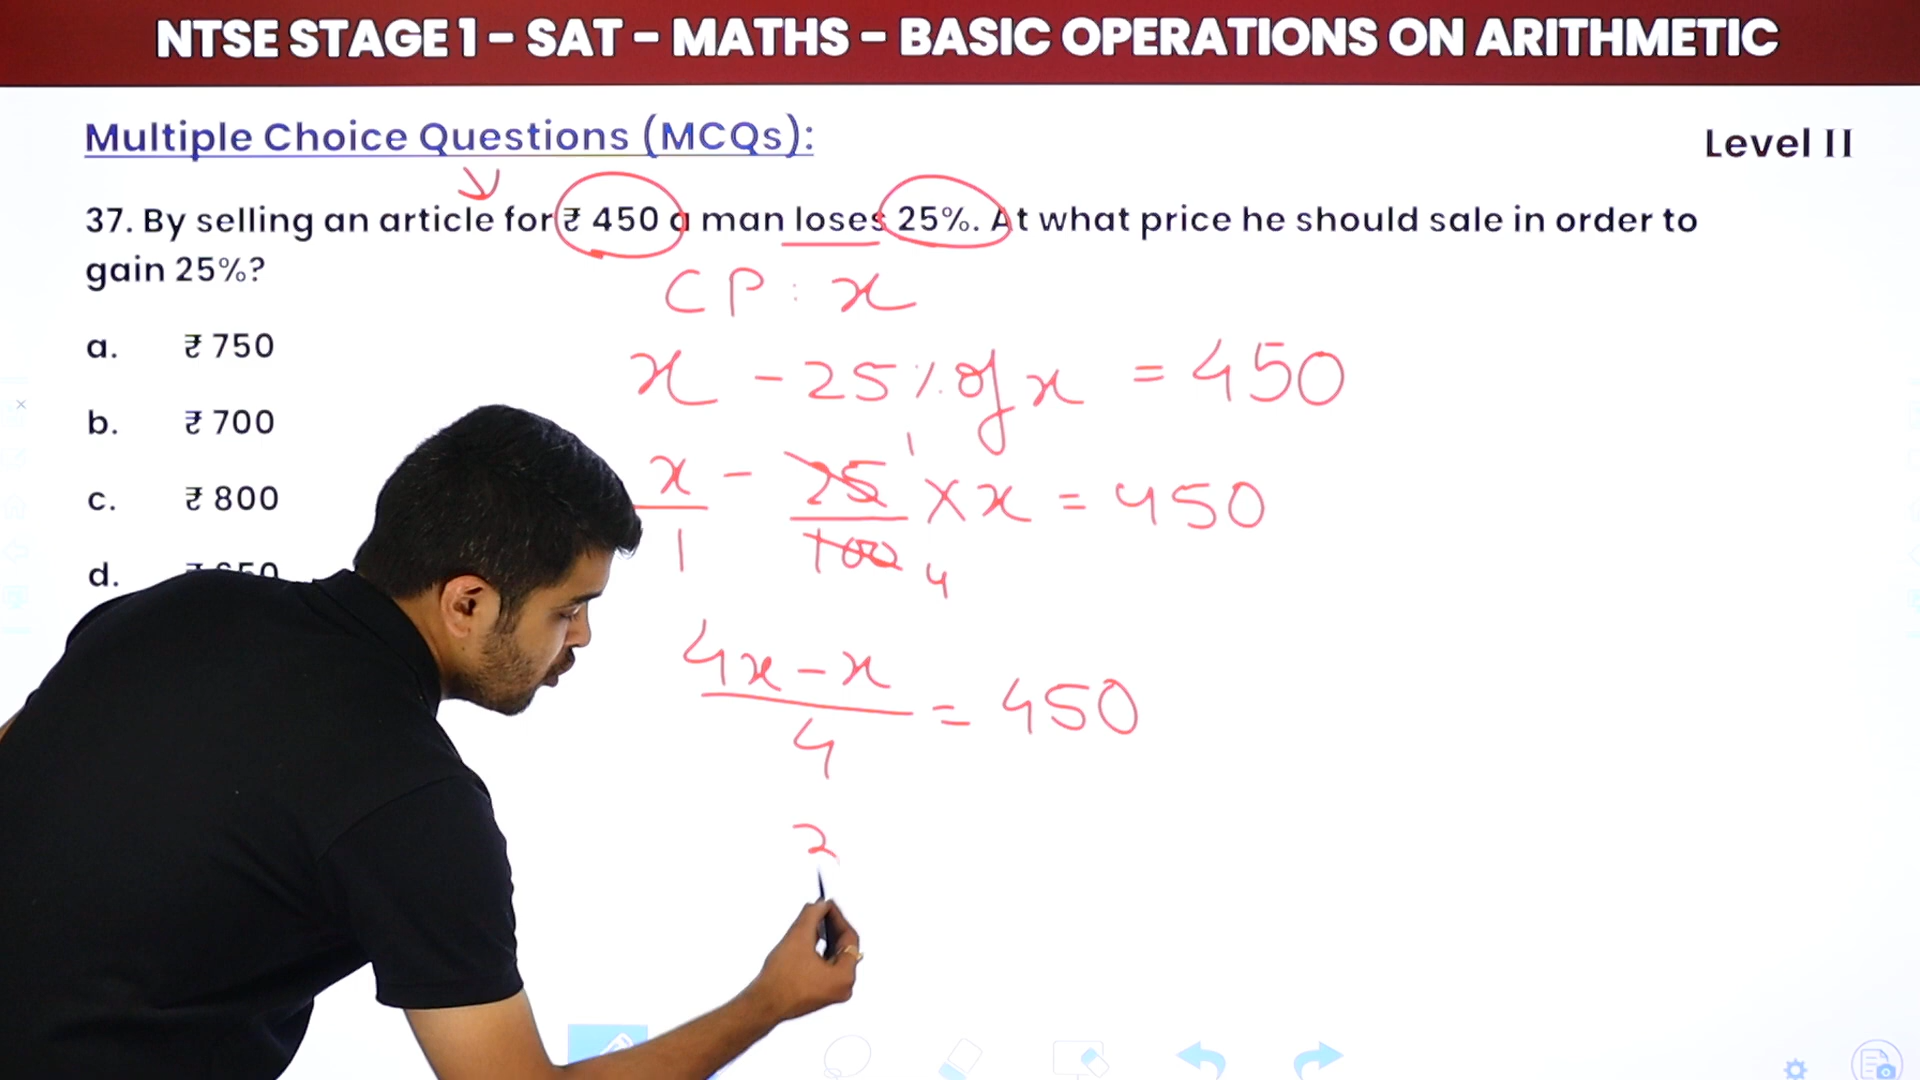 NTSE STAGE 1 – SAT – MATHS – BASIC OPERATIONS ON ARITHMETIC
Multiple Choice Questions (MCQs):
Level II
37. By selling an article for ₹ 450 a man loses 25%. At what price he should sale in order to
gain 25%?
CP : x
a. ₹ 750
x - 25% of x = 450
b. ₹ 700
x/1 - 25/100 × x = 450
1
4
c. ₹ 800
d.
4x - x / 4 = 450